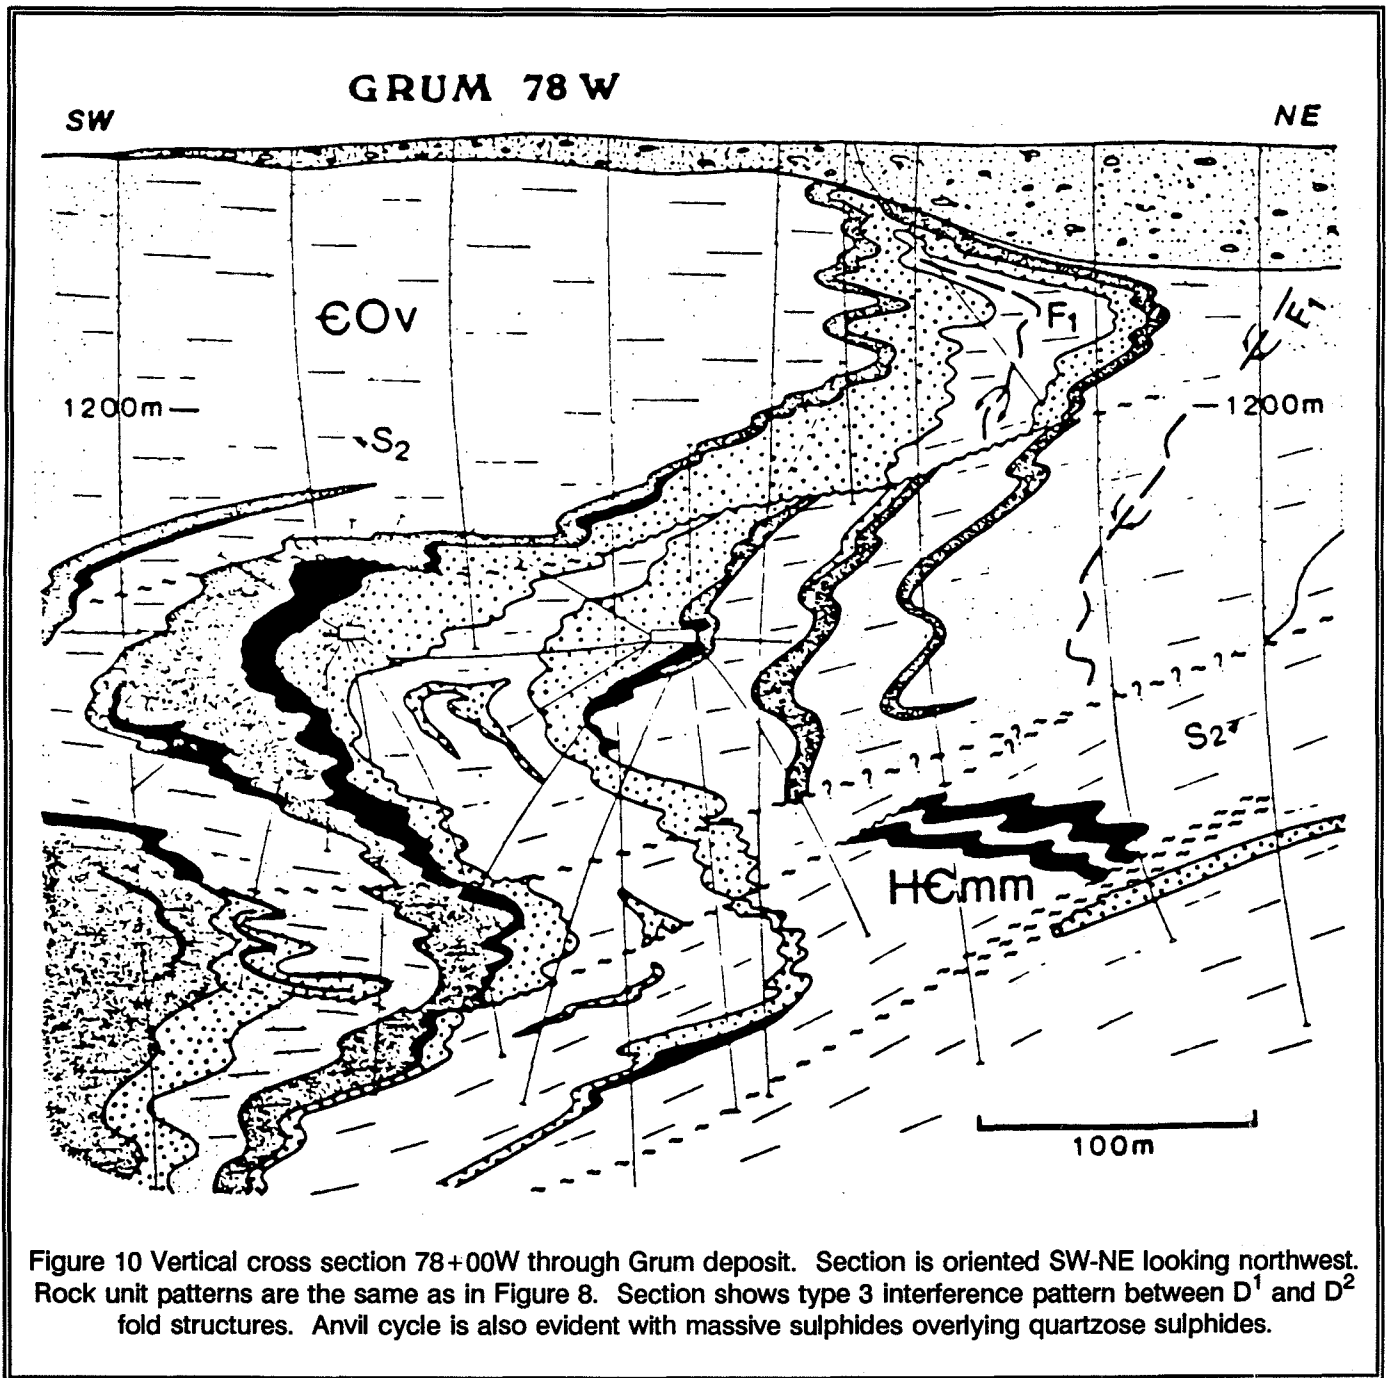 GRUM 78 W
SW
NE
ЄOv
F₁
F₁
1200m
1200m
S₂
? ? ?
S₂
? ? ? ?
HЄmm
100m
Figure 10 Vertical cross section 78+00W through Grum deposit. Section is oriented SW-NE looking northwest.
Rock unit patterns are the same as in Figure 8. Section shows type 3 interference pattern between D¹ and D²
fold structures. Anvil cycle is also evident with massive sulphides overlying quartzose sulphides.